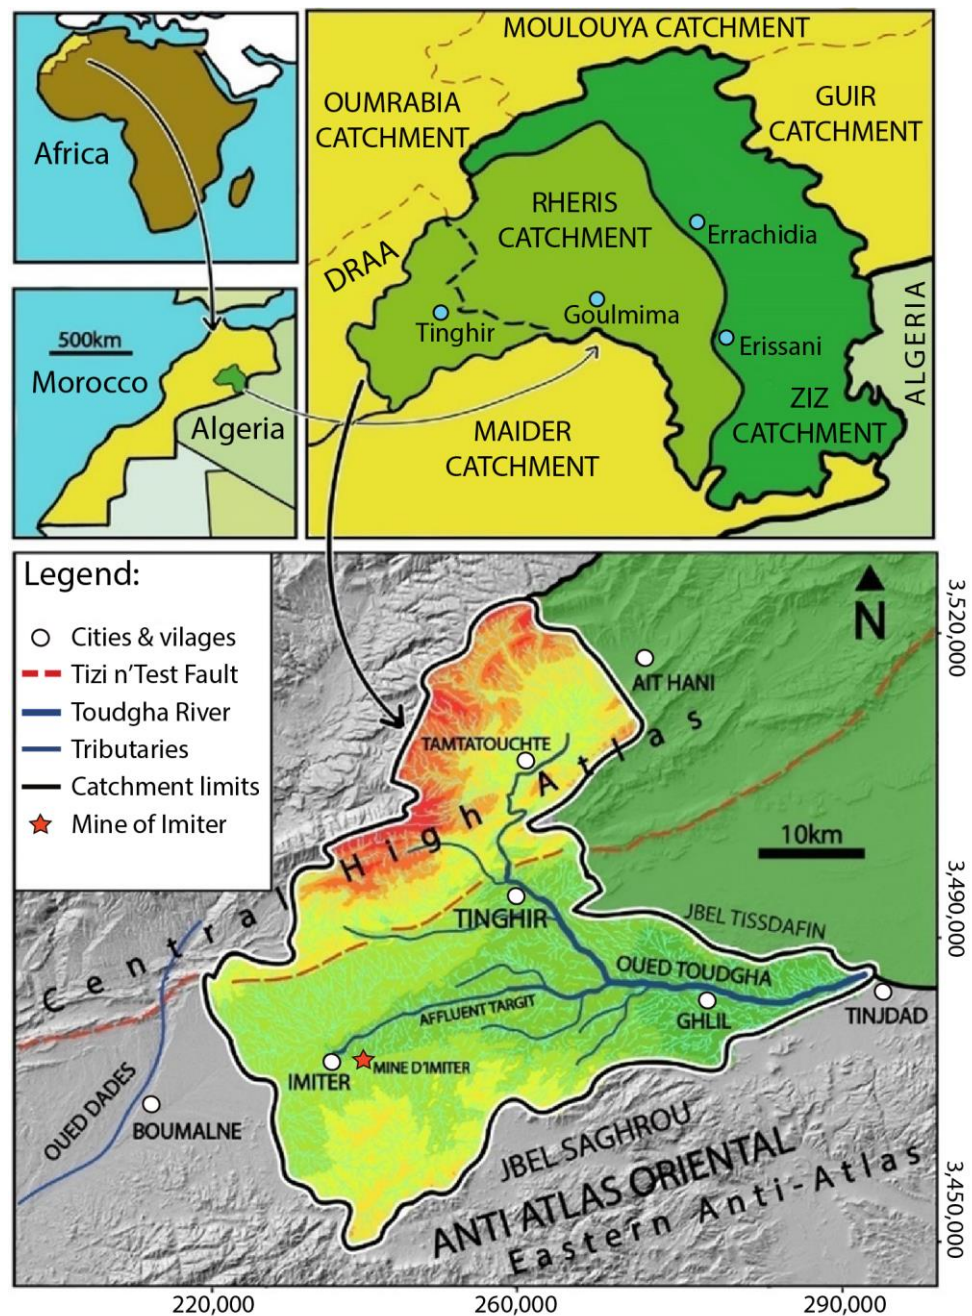 Africa
500km
Morocco
Algeria
MOULOUYA CATCHMENT
OUMRABIA
CATCHMENT
GUIR
CATCHMENT
RHERIS
CATCHMENT
Errachidia
DRAA
Tinghir
Goulmima
Erissani
ALGERIA
ZIZ
CATCHMENT
MAIDER
CATCHMENT
Legend:
Cities & vilages
Tizi n'Test Fault
Toudgha River
Tributaries
Catchment limits
Mine of Imiter
N
3,520,000
AIT HANI
TAMTATOUCHTE
Central High Atlas
10km
3,490,000
TINGHIR
JBEL TISSDAFIN
OUED TOUDGHA
AFFLUENT TARGIT
GHLIL
TINJDAD
IMITER
MINE D'IMITER
OUED DADES
BOUMALNE
JBEL SAGHROU
ANTI ATLAS ORIENTAL
Eastern Anti-Atlas
3,450,000
220,000
260,000
290,000